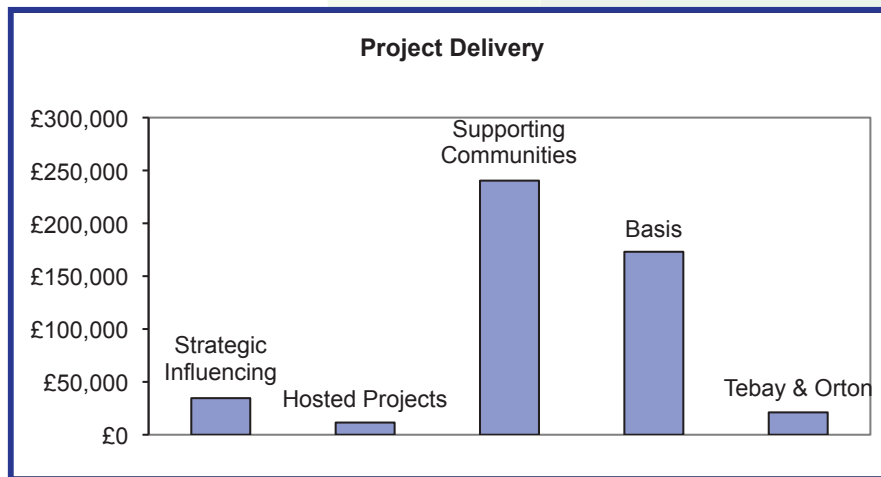 Project Delivery
£300,000
£250,000
£200,000
£150,000
£100,000
£50,000
£0
Strategic
Influencing
Hosted Projects
Supporting
Communities
Basis
Tebay & Orton